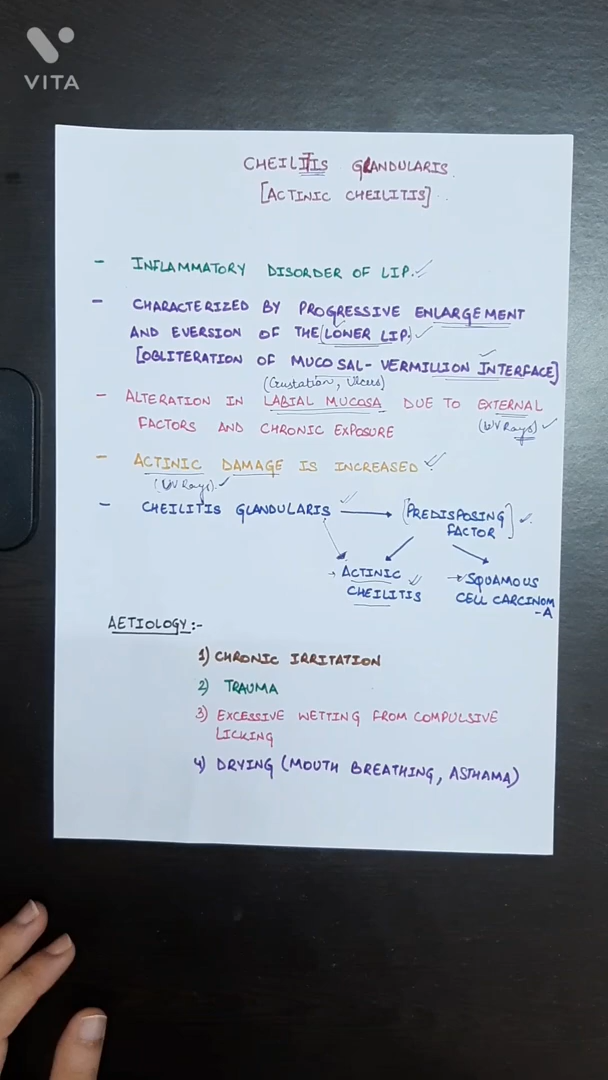 VITA
CHEILITIS GLANDULARIS
[ACTINIC CHEILITIS]
- INFLAMMATORY DISORDER OF LIP.
- CHARACTERIZED BY PROGRESSIVE ENLARGEMENT
AND EVERSION OF THE (LOWER LIP.)
[OBLITERATION OF MUCOSAL-VERMILLION INTERFACE]
(Crustation, Ulcers)
- ALTERATION IN LABIAL MUCOSA DUE TO EXTERNAL
(UV Rays)
FACTORS AND CHRONIC EXPOSURE
- ACTINIC DAMAGE IS INCREASED
(UV Rays).
- CHEILITIS GLANDULARIS → [PREDISPOSING
FACTOR]
→ ACTINIC
CHEILITIS
→ SQUAMOUS
CELL CARCINOM
-A
AETIOLOGY:-
1) CHRONIC IRRITATION
2) TRAUMA
3) EXCESSIVE WETTING FROM COMPULSIVE
LICKING
4) DRYING (MOUTH BREATHING, ASTHAMA)